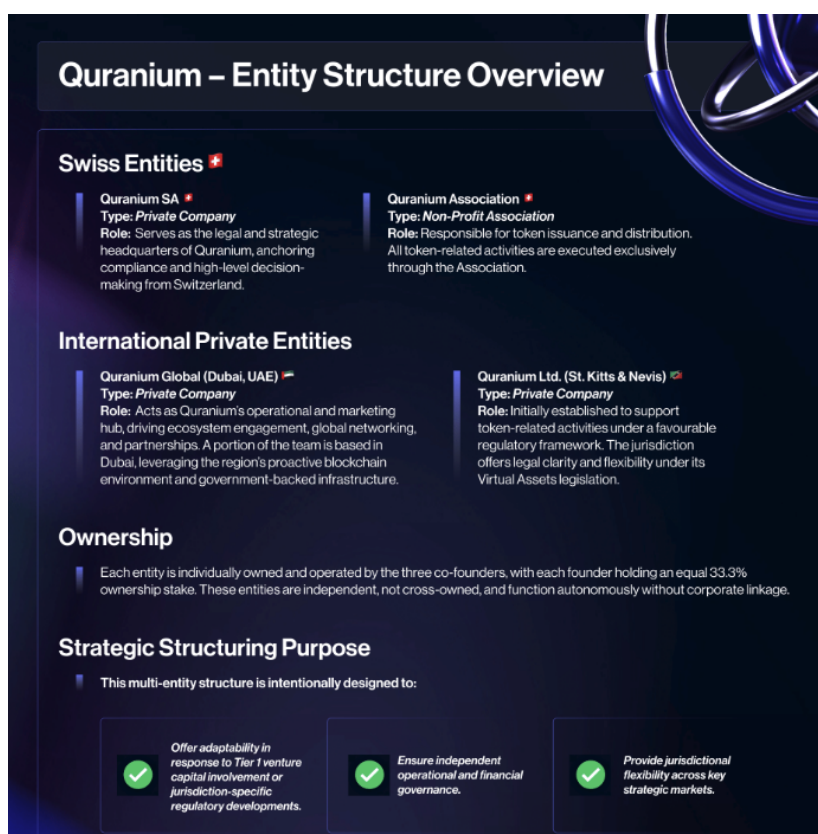 Quranium – Entity Structure Overview
Swiss Entities
Quranium SA
Type: Private Company
Role: Serves as the legal and strategic
headquarters of Quranium, anchoring
compliance and high-level decision-
making from Switzerland.
Quranium Association
Type: Non-Profit Association
Role: Responsible for token issuance and distribution.
All token-related activities are executed exclusively
through the Association.
International Private Entities
Quranium Global (Dubai, UAE)
Type: Private Company
Role: Acts as Quranium's operational and marketing
hub, driving ecosystem engagement, global networking,
and partnerships. A portion of the team is based in
Dubai, leveraging the region's proactive blockchain
environment and government-backed infrastructure.
Quranium Ltd. (St. Kitts & Nevis)
Type: Private Company
Role: Initially established to support
token-related activities under a favourable
regulatory framework. The jurisdiction
offers legal clarity and flexibility under its
Virtual Assets legislation.
Ownership
Each entity is individually owned and operated by the three co-founders, with each founder holding an equal 33.3%
ownership stake. These entities are independent, not cross-owned, and function autonomously without corporate linkage.
Strategic Structuring Purpose
This multi-entity structure is intentionally designed to:
Offer adaptability in
response to Tier 1 venture
capital involvement or
jurisdiction-specific
regulatory developments.
Ensure independent
operational and financial
governance.
Provide jurisdictional
flexibility across key
strategic markets.